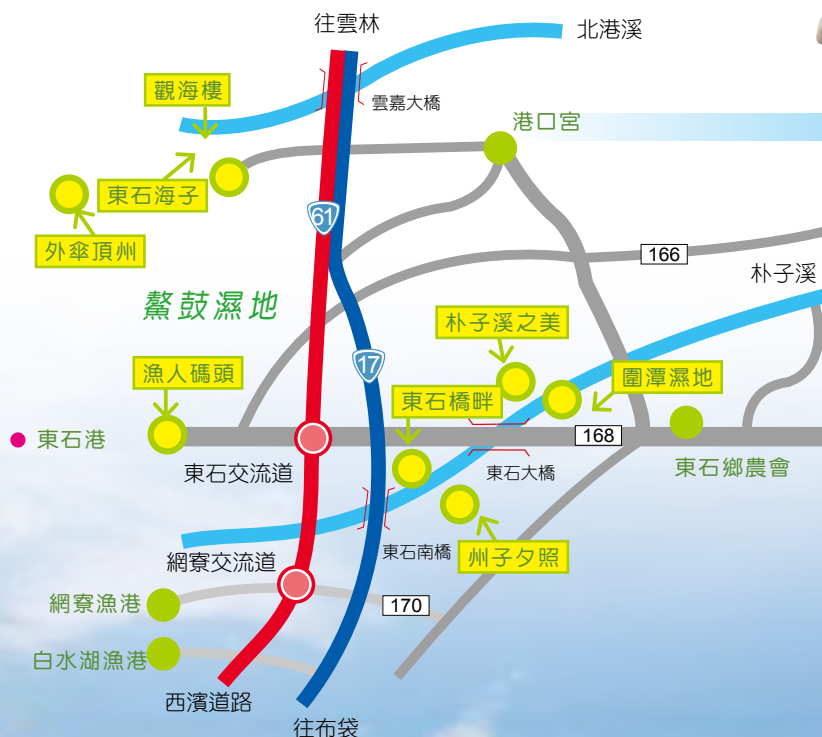 往雲林
北港溪
觀海樓
雲嘉大橋
港口宮
東石海子
61
外傘頂州
166
朴子溪
鰲鼓濕地
朴子溪之美
17
漁人碼頭
圍潭濕地
東石橋畔
東石港
168
東石交流道
東石大橋
東石鄉農會
網寮交流道
東石南橋
州子夕照
網寮漁港
170
白水湖漁港
西濱道路
往布袋